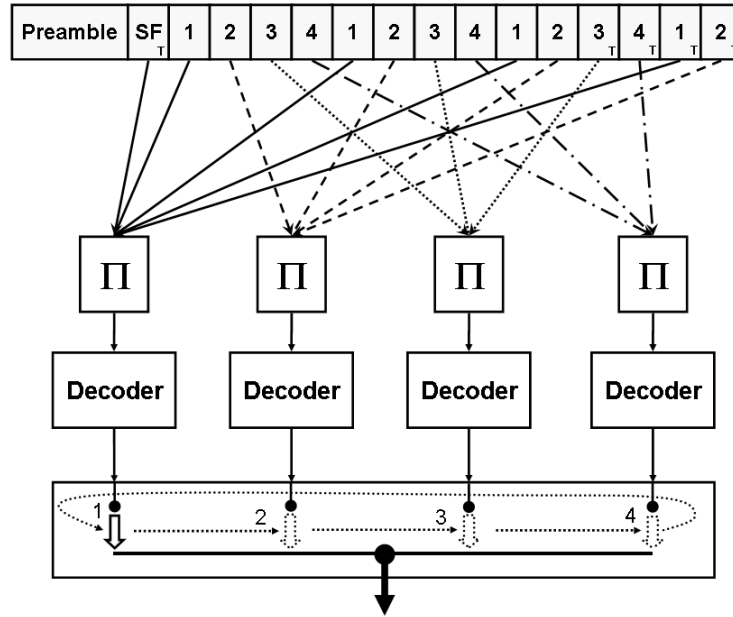 Preamble SF T 1 2 3 4 1 2 3 4 1 2 3 T 4 T 1 T 2
Π Π Π Π
Decoder Decoder Decoder Decoder
1 2 3 4